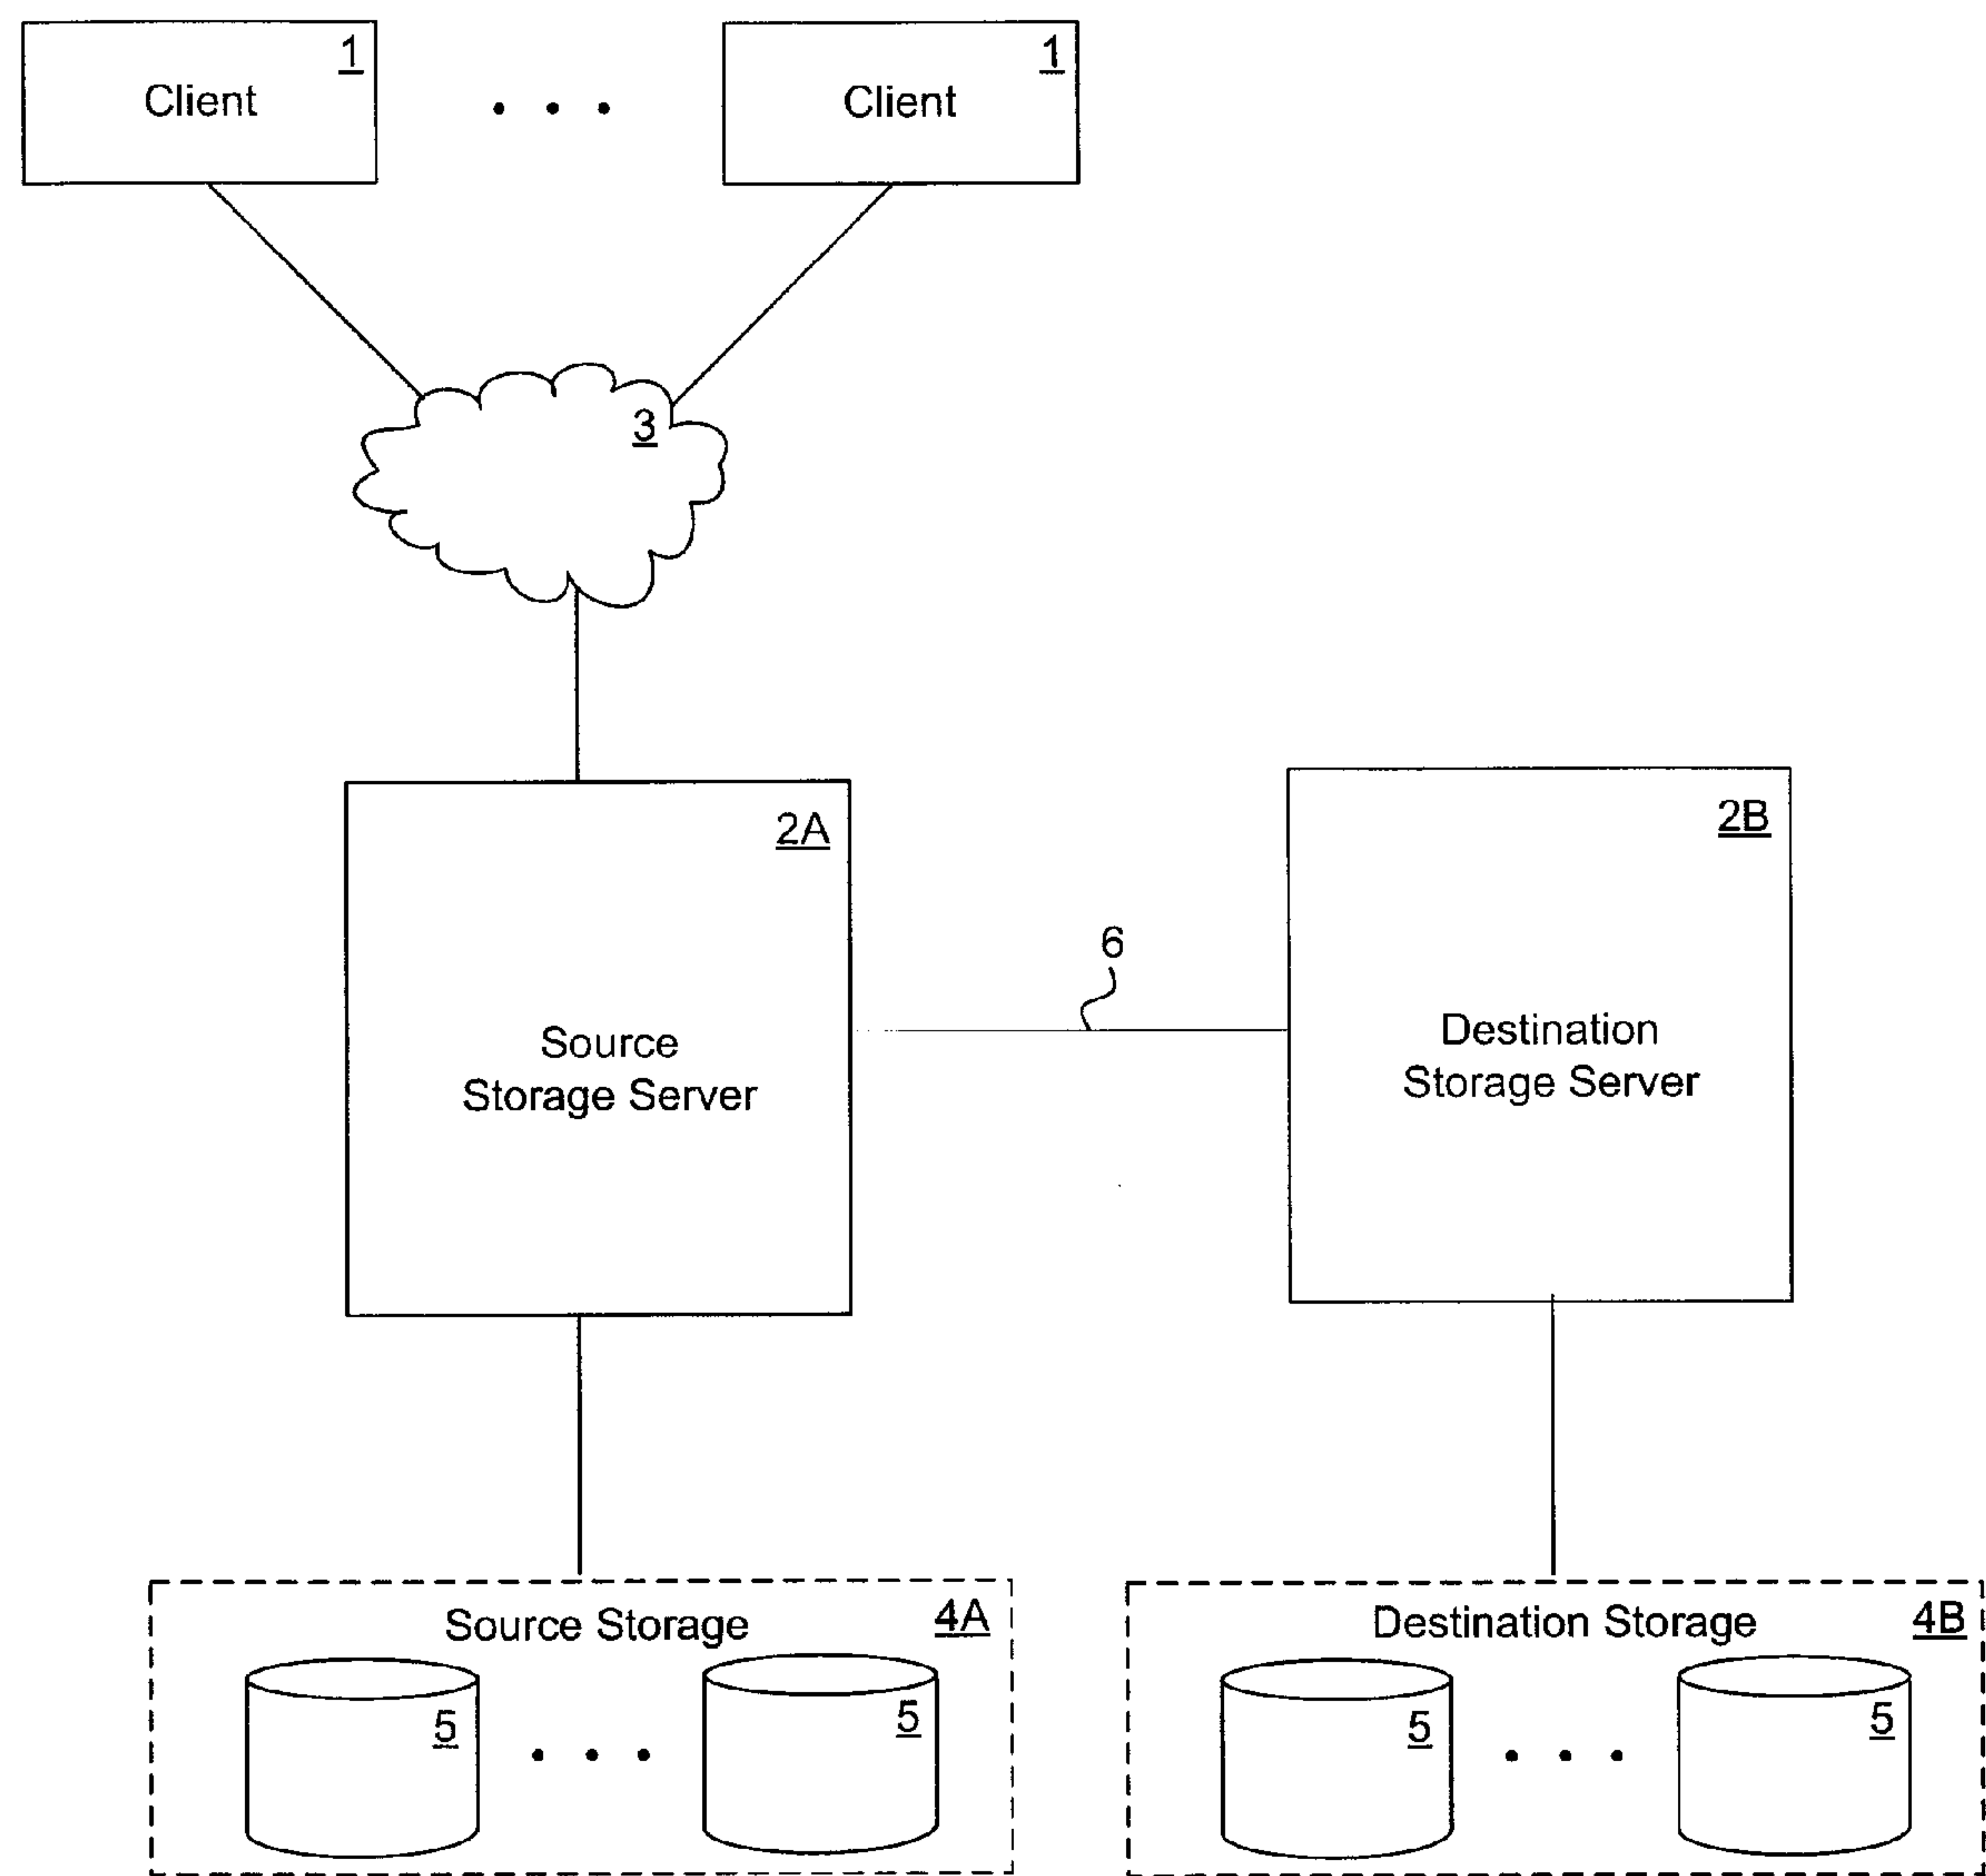 1
Client
1
Client
3
2A
Source
Storage Server
6
2B
Destination
Storage Server
Source Storage
4A
5
5
Destination Storage
4B
5
5